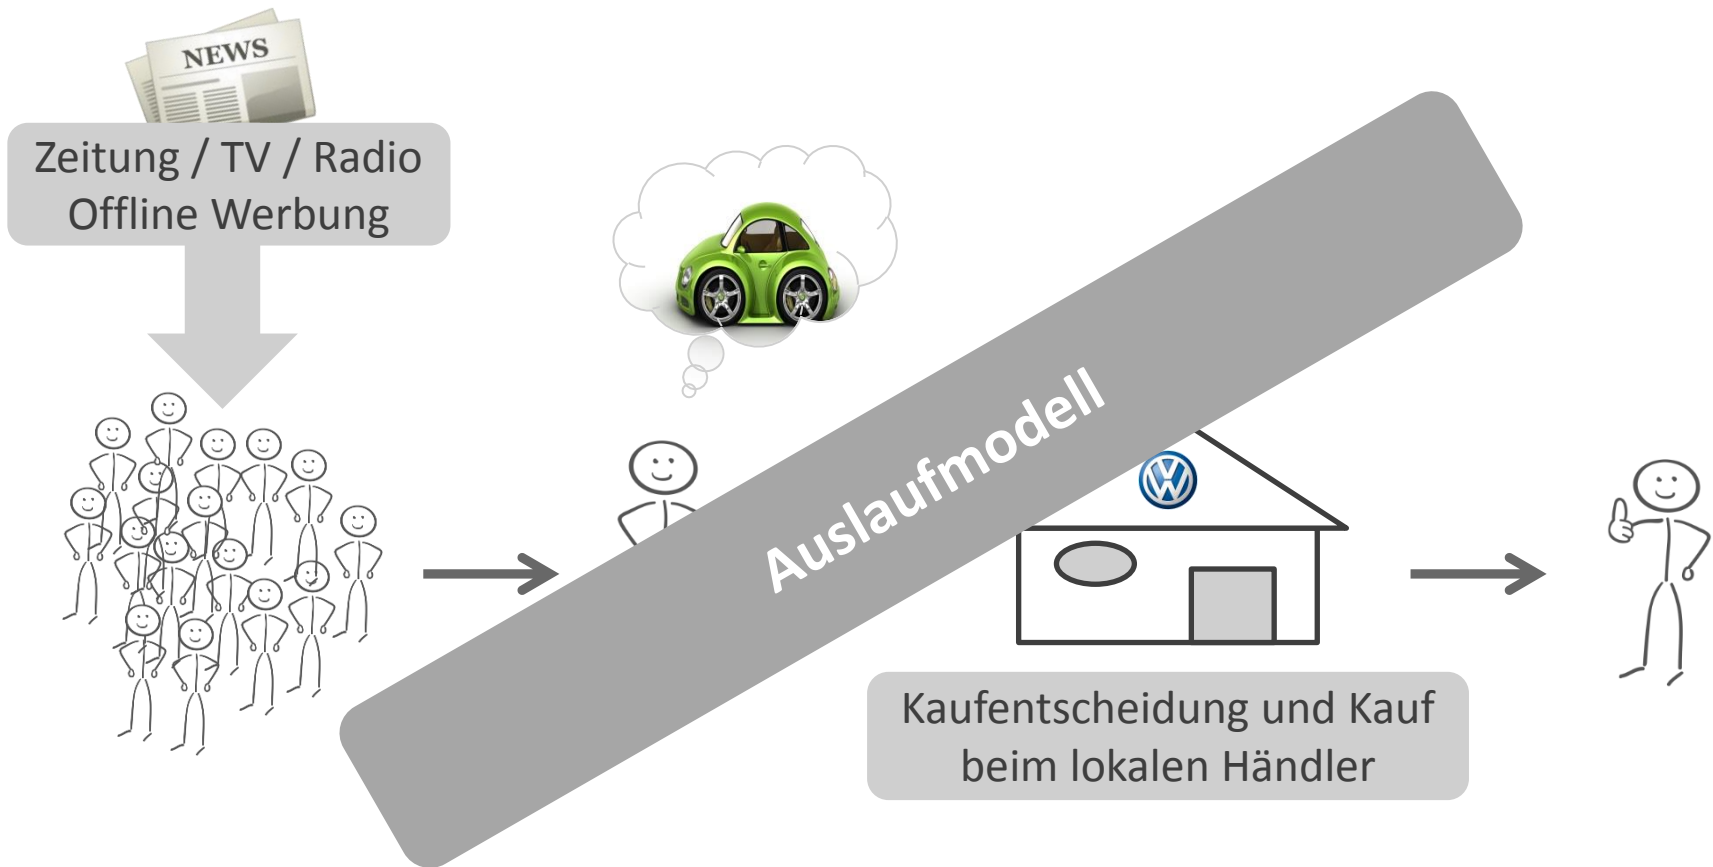 NEWS
Zeitung / TV / Radio
Offline Werbung
Auslaufmodell
Kaufentscheidung und Kauf
beim lokalen Händler